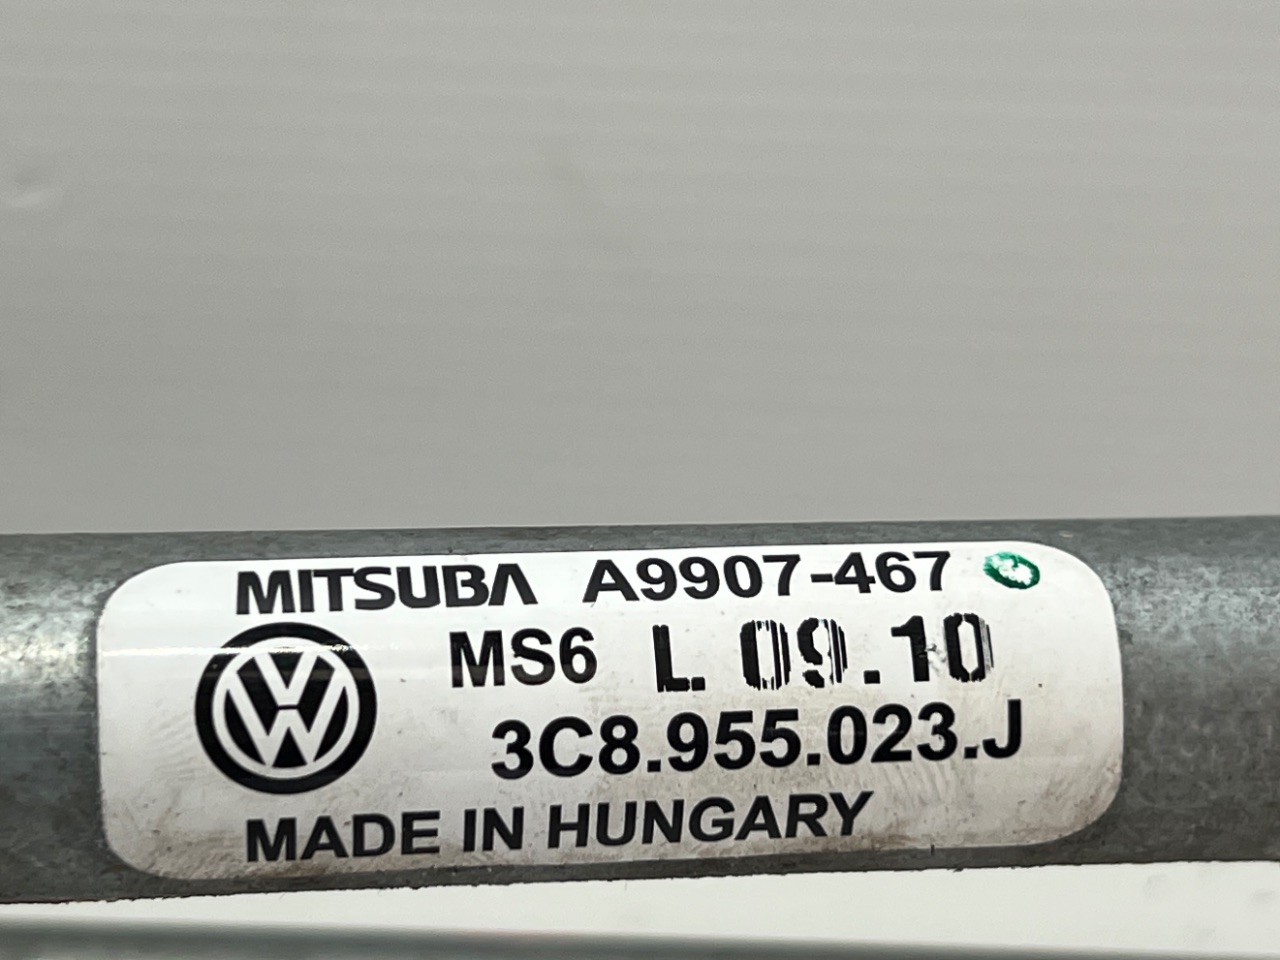 MITSUBA A9907-467
MS6 L 09.10
3C8.955.023.J
MADE IN HUNGARY